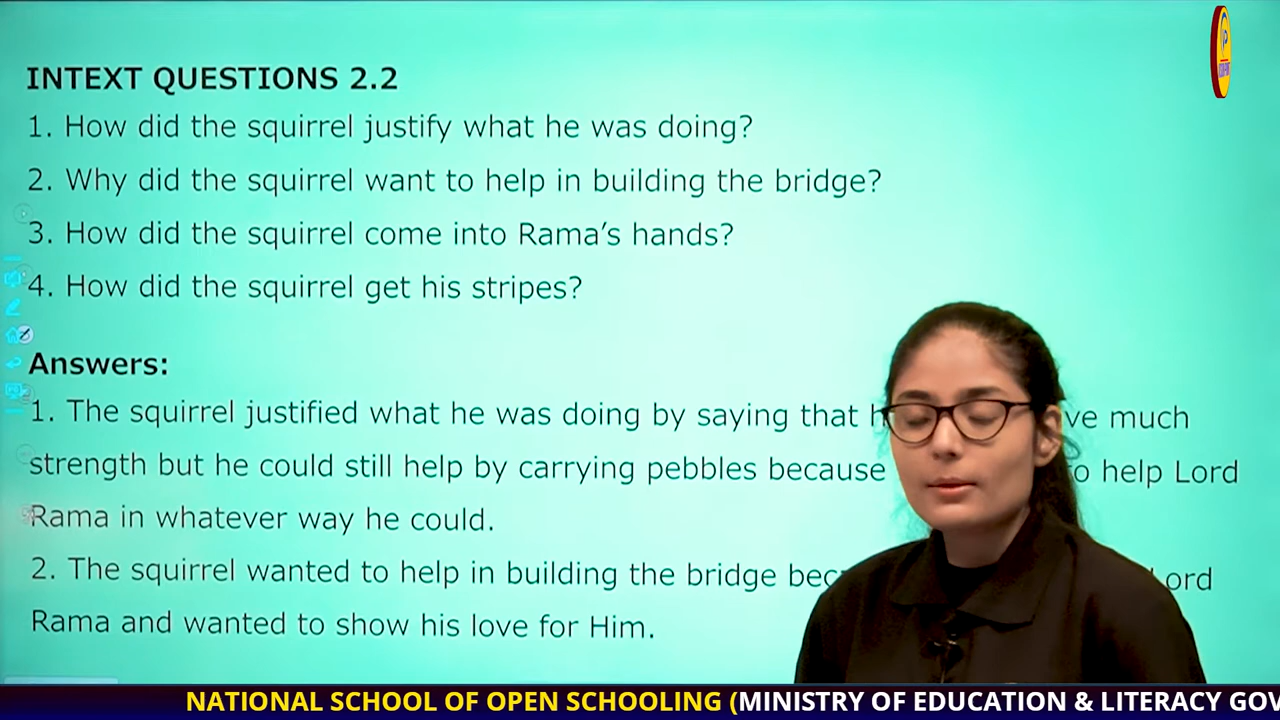 INTEXT QUESTIONS 2.2
1. How did the squirrel justify what he was doing?
2. Why did the squirrel want to help in building the bridge?
3. How did the squirrel come into Rama's hands?
4. How did the squirrel get his stripes?
Answers:
1. The squirrel justified what he was doing by saying that much
strength but he could still help by carrying pebbles because help Lord
Rama in whatever way he could.
2. The squirrel wanted to help in building the bridge
Rama and wanted to show his love for Him.
NATIONAL SCHOOL OF OPEN SCHOOLING (MINISTRY OF EDUCATION & LITERACY GOV